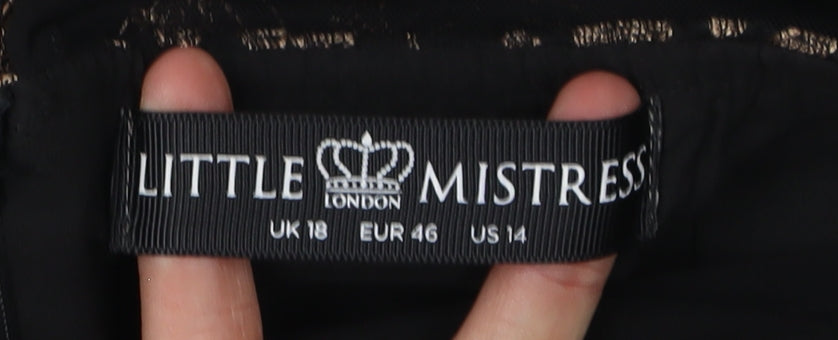 LITTLE MISTRESS
LONDON
UK 18 EUR 46 US 14